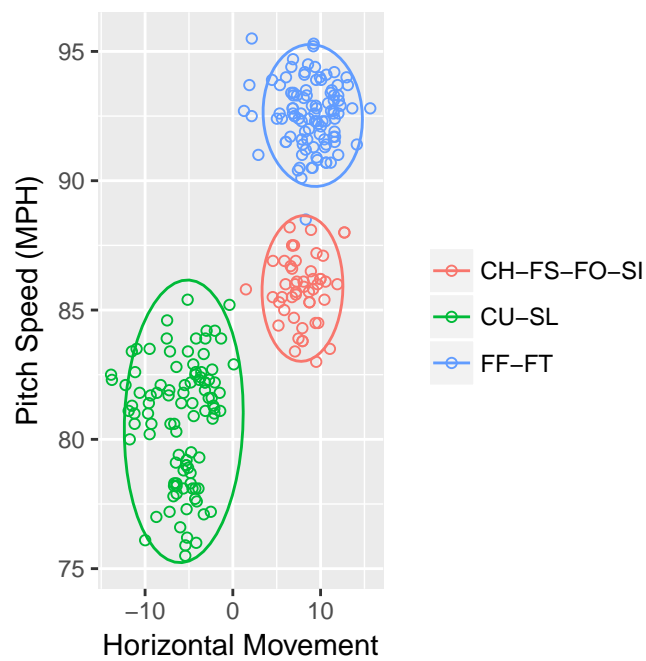 95
90
85
80
75
−10
0
10
Pitch Speed (MPH)
Horizontal Movement
CH−FS−FO−SI
CU−SL
FF−FT